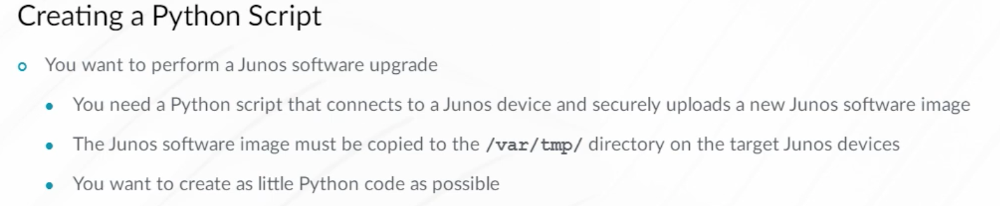 Creating a Python Script
You want to perform a Junos software upgrade
You need a Python script that connects to a Junos device and securely uploads a new Junos software image
The Junos software image must be copied to the /var/tmp/ directory on the target Junos devices
You want to create as little Python code as possible